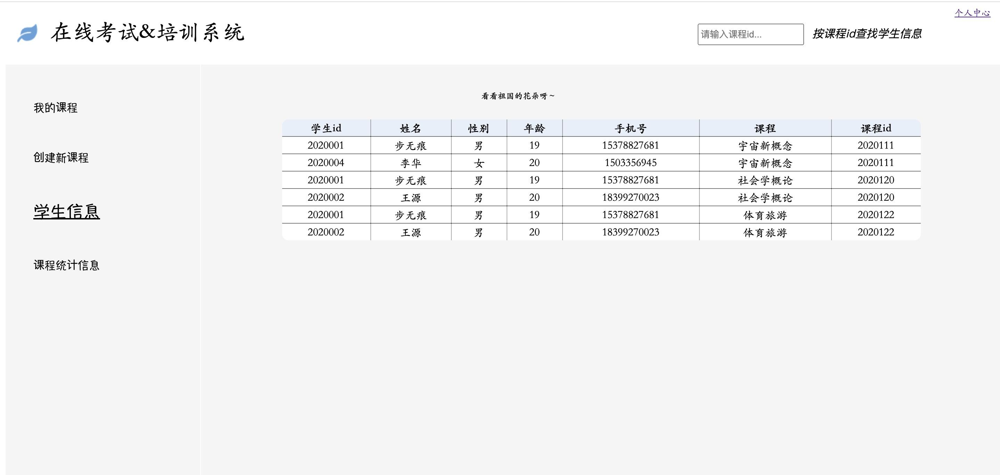 个人中心
在线考试&培训系统
请输入课程id... 按课程id查找学生信息
我的课程
创建新课程
学生信息
课程统计信息
看看祖国的花朵呀~
学生id 姓名 性别 年龄 手机号 课程 课程id
2020001 步无痕 男 19 15378827681 宇宙新概念 2020111
2020004 李华 女 20 1503356945 宇宙新概念 2020111
2020001 步无痕 男 19 15378827681 社会学概论 2020120
2020002 王源 男 20 18399270023 社会学概论 2020120
2020001 步无痕 男 19 15378827681 体育旅游 2020122
2020002 王源 男 20 18399270023 体育旅游 2020122